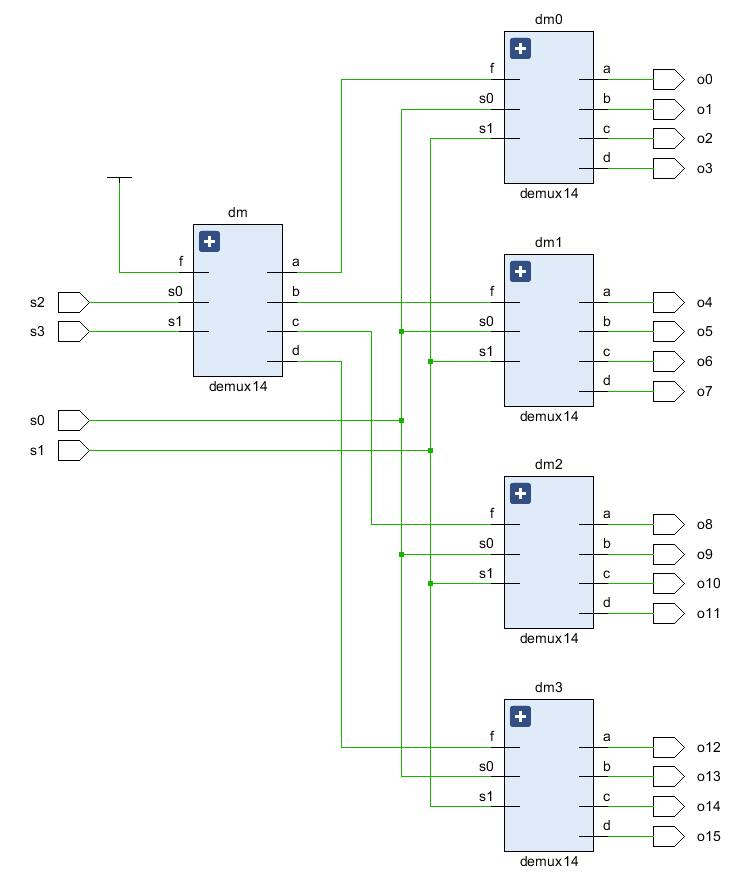 dm0
f
s0
s1
a
b
c
d
o0
o1
o2
o3
demux14
dm
f
s0
s1
a
b
c
d
s2
s3
demux14
s0
s1
dm1
f
s0
s1
a
b
c
d
o4
o5
o6
o7
demux14
dm2
f
s0
s1
a
b
c
d
o8
o9
o10
o11
demux14
dm3
f
s0
s1
a
b
c
d
o12
o13
o14
o15
demux14